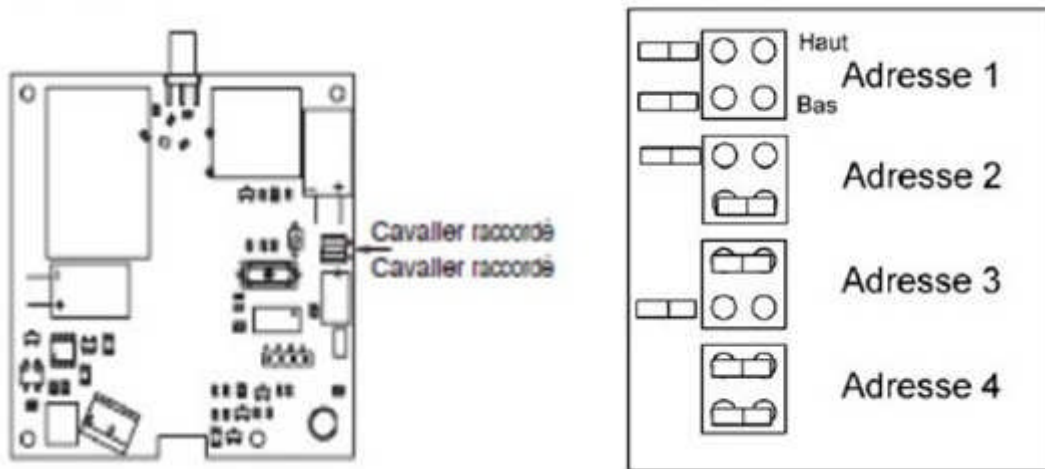 Cavalier raccordé
Cavalier raccordé
Haut
Adresse 1
Bas
Adresse 2
Adresse 3
Adresse 4